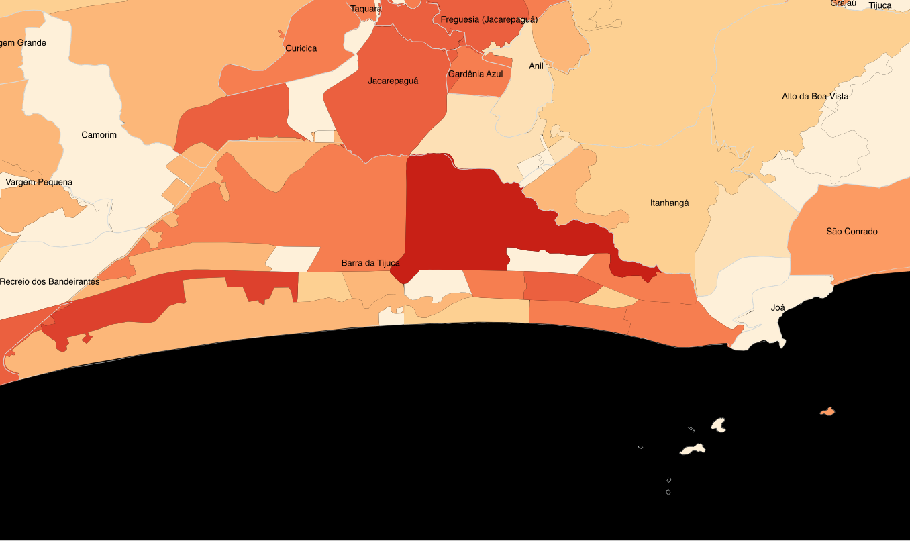 Taquara
Freguesia (Jacarepaguá)
Grajaú
Tijuca
gem Grande
Curicica
Anil
Jacarepaguá
Gardênia Azul
Alto da Boa Vista
Camorim
Vargem Pequena
Itanhangá
São Conrado
Barra da Tijuca
Recreio dos Bandeirantes
Joá